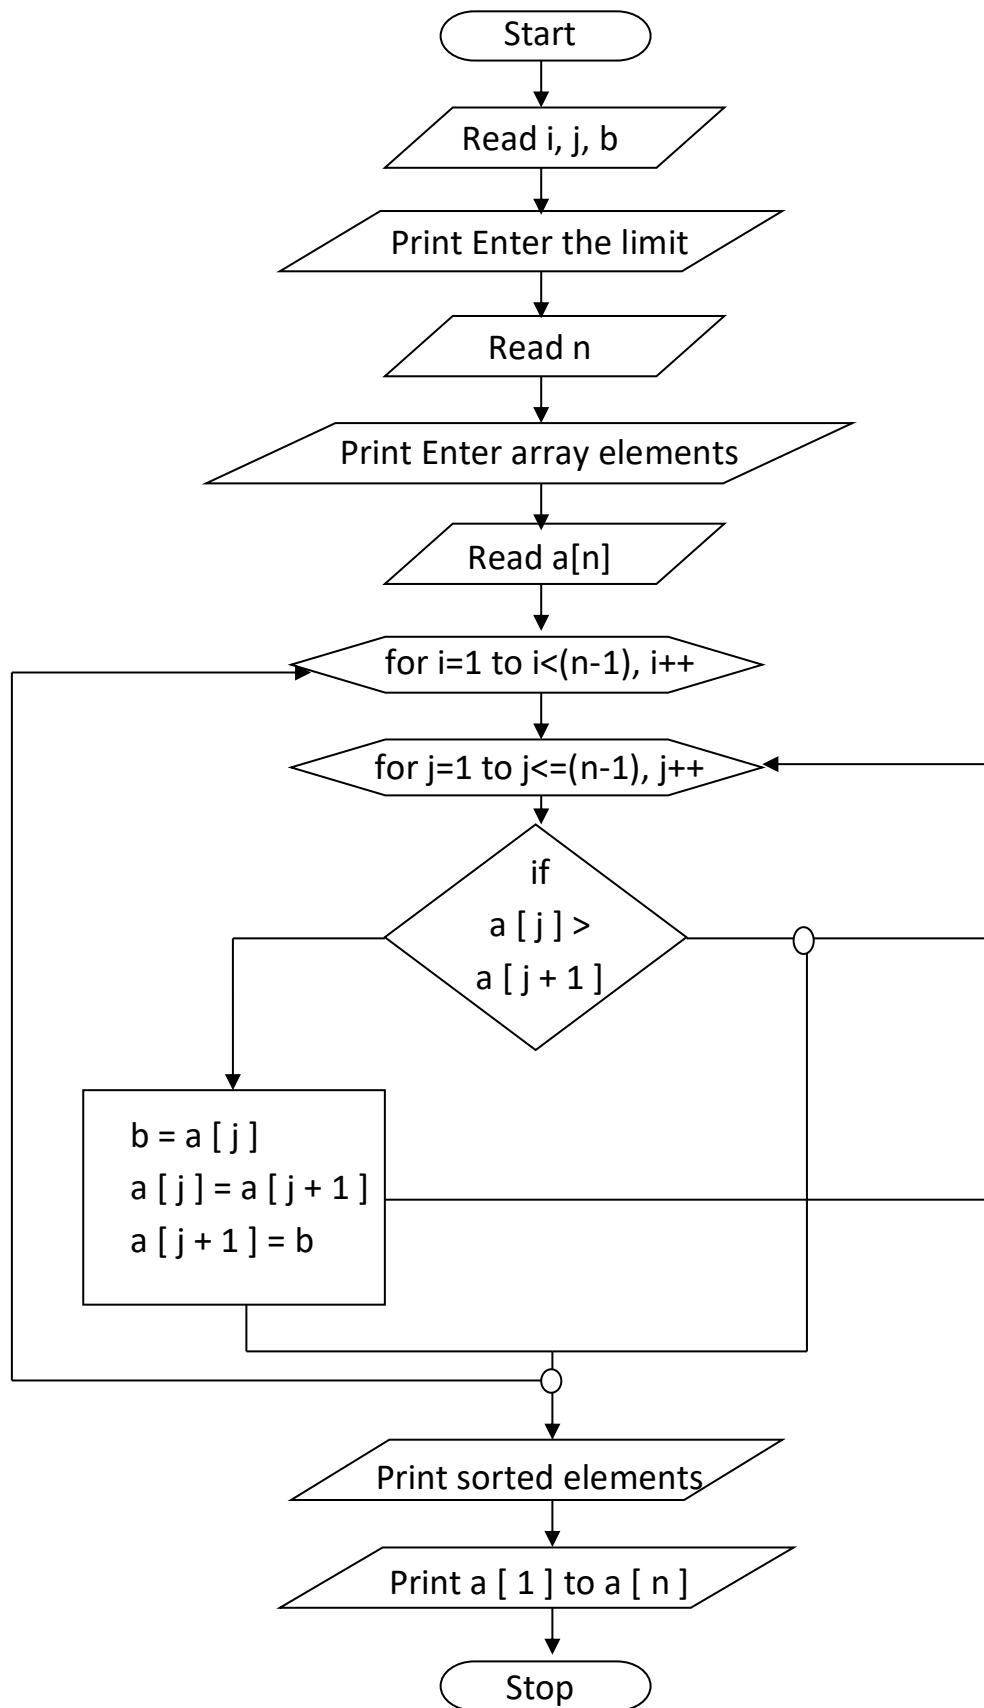 Start
Read i, j, b
Print Enter the limit
Read n
Print Enter array elements
Read a[n]
for i=1 to i<(n-1), i++
for j=1 to j<=(n-1), j++
if
a [ j ] >
a [ j + 1 ]
b = a [ j ]
a [ j ] = a [ j + 1 ]
a [ j + 1 ] = b
Print sorted elements
Print a [ 1 ] to a [ n ]
Stop